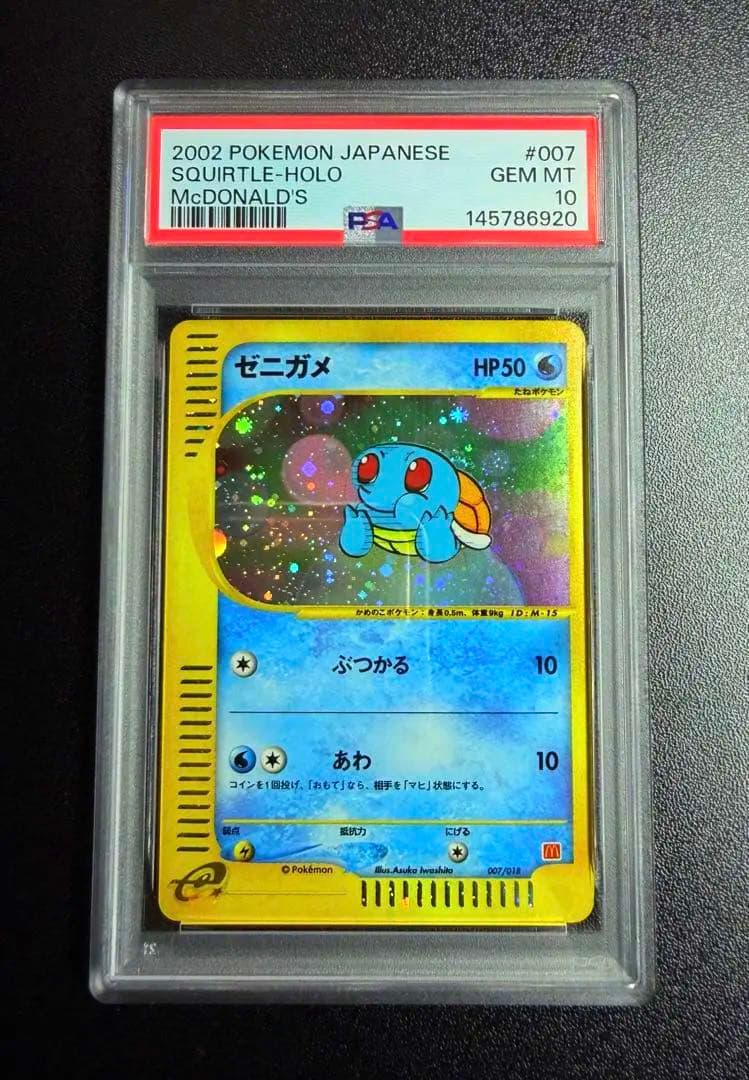 2002 POKEMON JAPANESE #007
SQUIRTLE-HOLO GEM MT
McDONALD'S 10
PSA 145786920
ゼニガメ HP50
たねポケモン
かめのこポケモン：身長0.5m、体重9kg ID：M-15
ぶつかる 10
あわ 10
コインを1回投げ、「おもて」なら、相手を「マヒ」状態にする。
弱点 抵抗力 にげる
© Pokémon Illus.Asuka Iwashita 007/018